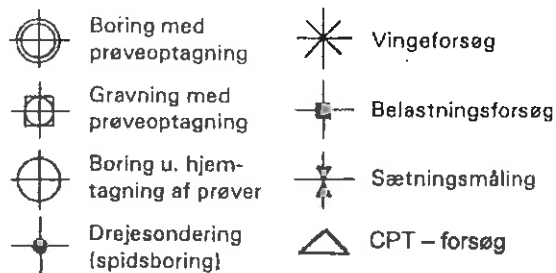 Boring med
prøveoptagning
Gravning med
prøveoptagning
Boring u. hjem-
tagning af prøver
Drejesondering
(spidsboring)
Vingeforsøg
Belastningsforsøg
Sætningsmåling
CPT – forsøg